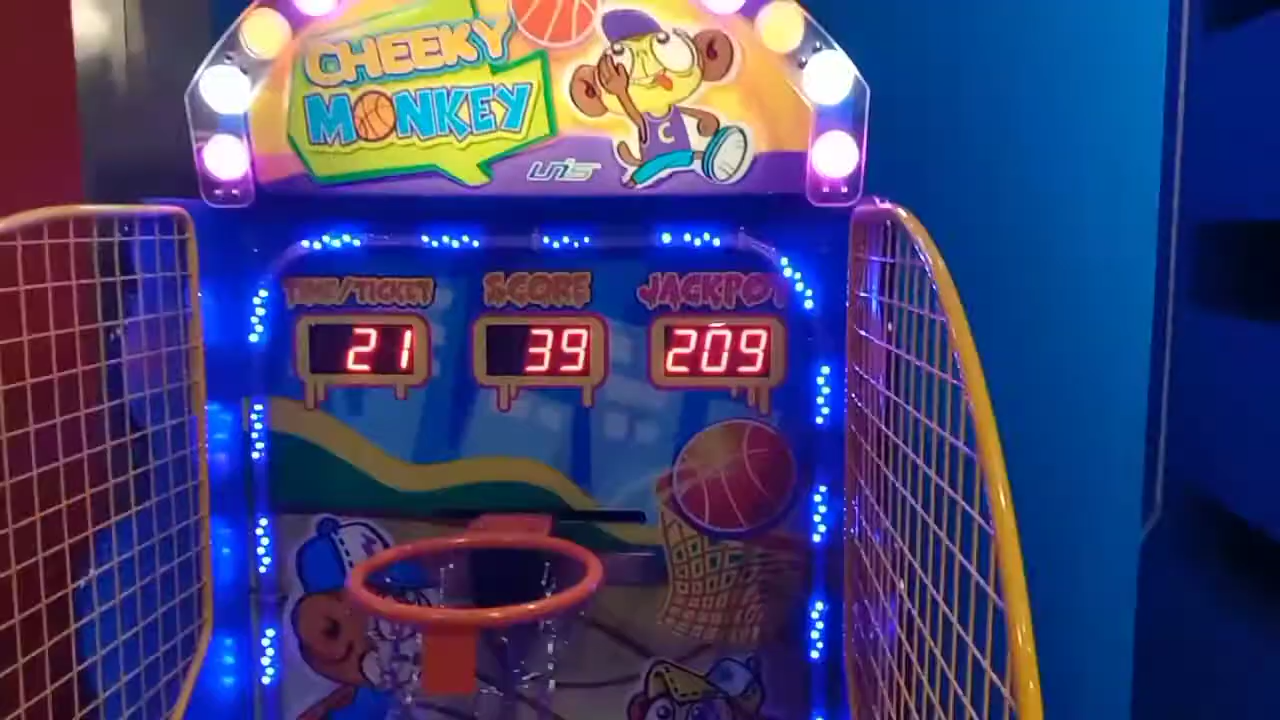 CHEEKY
MONKEY
C
UNIS
TIME/TICKET SCORE JACKPOT
21 39 209